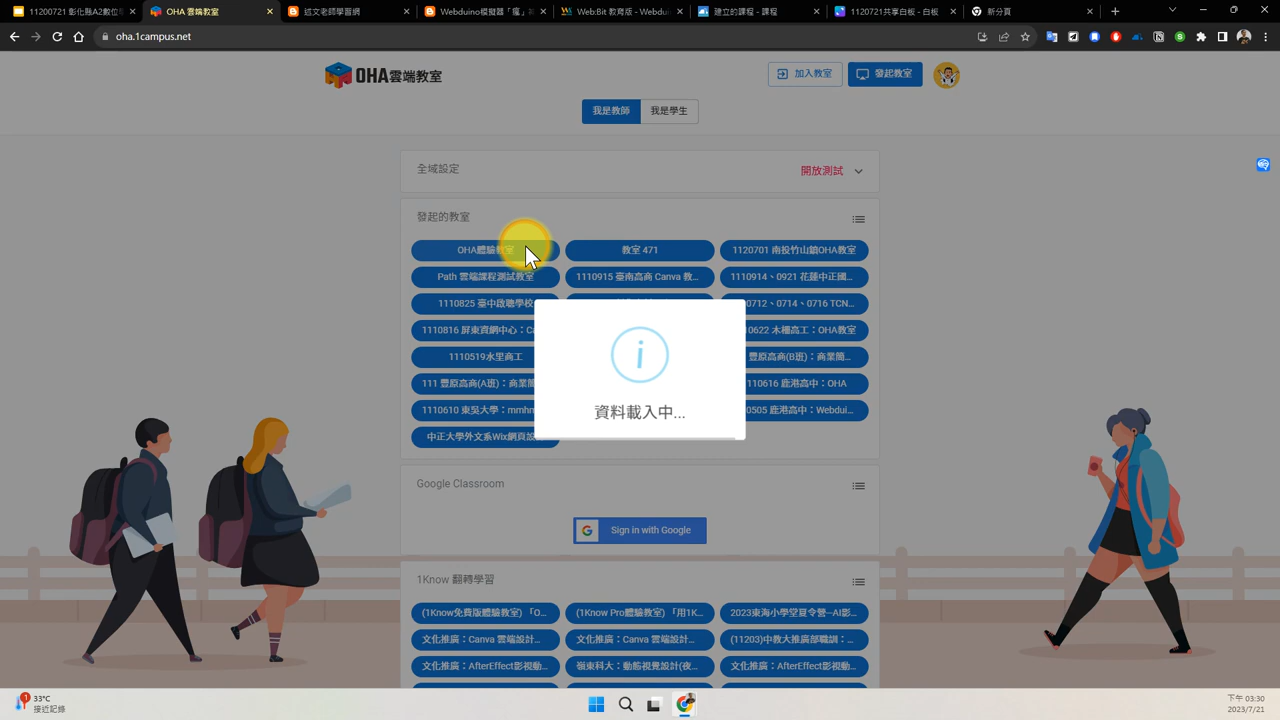 11200721 彰化縣A2數位
OHA 雲端教室
述文老師學習網
Webduino模擬器「瘋」
Web:Bit 教育版 - Webdui
建立的課程 - 課程
1120721共享白板 - 白板
新分頁
oha.1campus.net
OHA雲端教室
加入教室
發起教室
我是教師
我是學生
全域設定
開放測試
發起的教室
OHA體驗教室
教室 471
1120701 南投竹山鎮OHA教室
Path 雲端課程測試教室
1110915 臺南高商 Canva 教...
1110914、0921 花蓮中正國...
1110825 臺中啟聰學校
0712、0714、0716 TCN...
1110816 屏東資網中心：C
0622 木柵高工：OHA教室
1110519水里商工
豐原高商(B班)：商業簡...
111 豐原高商(A班)：商業簡
110616 鹿港高中：OHA
1110610 東吳大學：mmhm
0505 鹿港高中：Webdui...
中正大學外文系Wix網頁設
資料載入中...
Google Classroom
Sign in with Google
1Know 翻轉學習
(1Know免費版體驗教室) 「O...
(1Know Pro體驗教室) 「用1K...
2023東海小學堂夏令營—AI影...
文化推廣：Canva 雲端設計...
文化推廣：Canva 雲端設計...
(11203)中教大推廣部職訓：...
文化推廣：AfterEffect影視動...
嶺東科大：動態視覺設計(夜...
文化推廣：AfterEffect影視動...
1
33°C
接近記錄
下午 03:30
2023/7/21